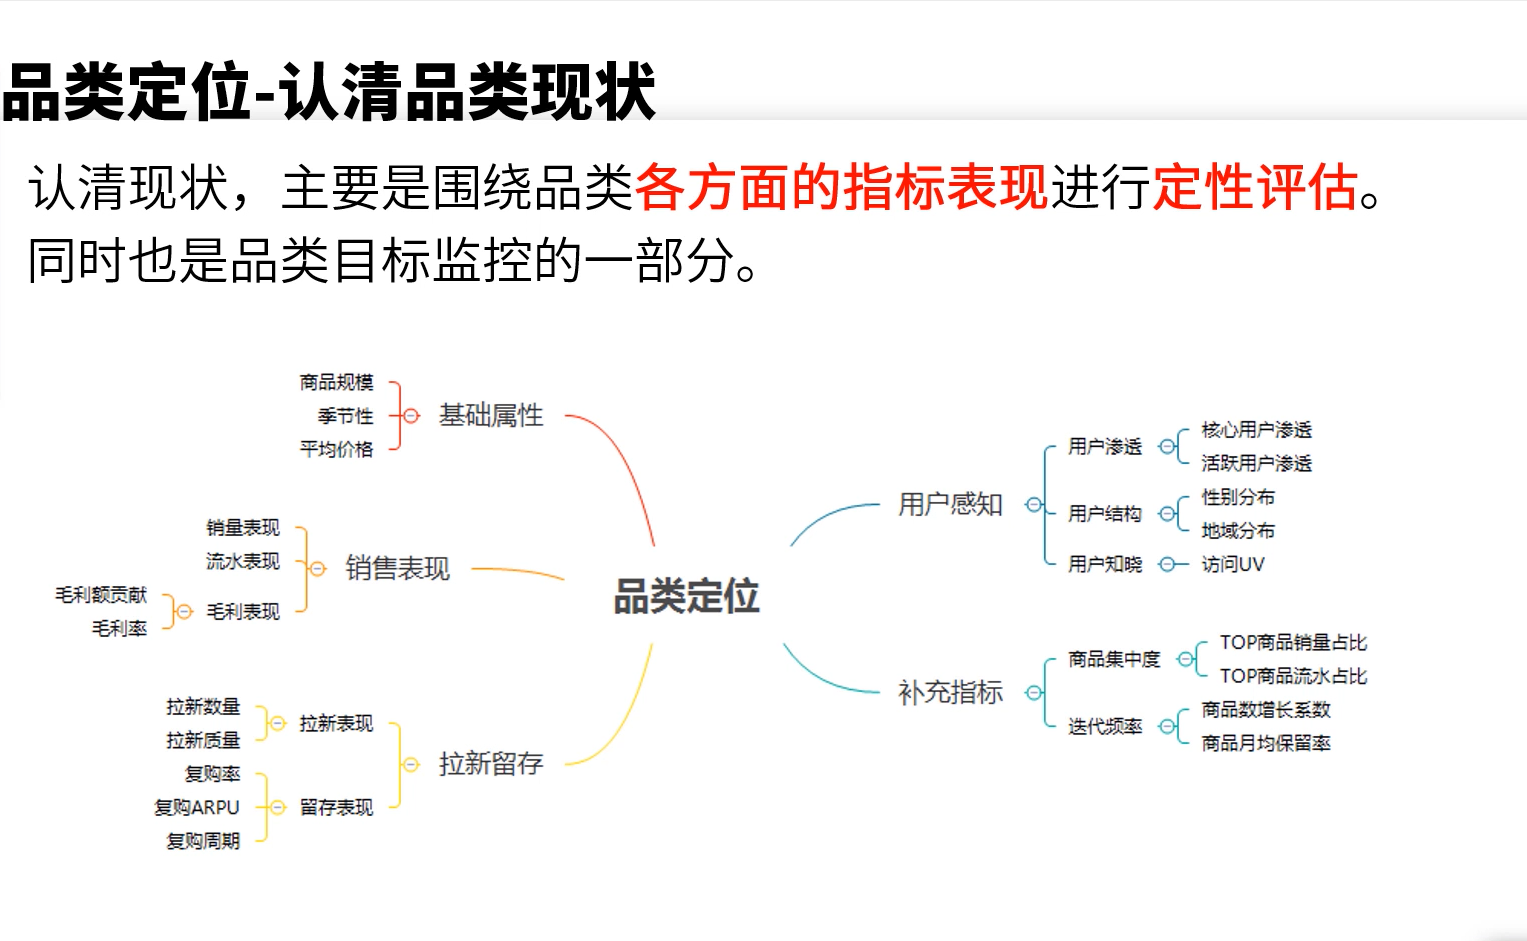 品类定位-认清品类现状
认清现状，主要是围绕品类各方面的指标表现进行定性评估。
同时也是品类目标监控的一部分。
品类定位
基础属性
商品规模
季节性
平均价格
销售表现
销量表现
流水表现
毛利表现
毛利额贡献
毛利率
拉新留存
拉新表现
拉新数量
拉新质量
留存表现
复购率
复购ARPU
复购周期
用户感知
用户渗透
核心用户渗透
活跃用户渗透
用户结构
性别分布
地域分布
用户知晓
访问UV
补充指标
商品集中度
TOP商品销量占比
TOP商品流水占比
迭代频率
商品数增长系数
商品月均保留率